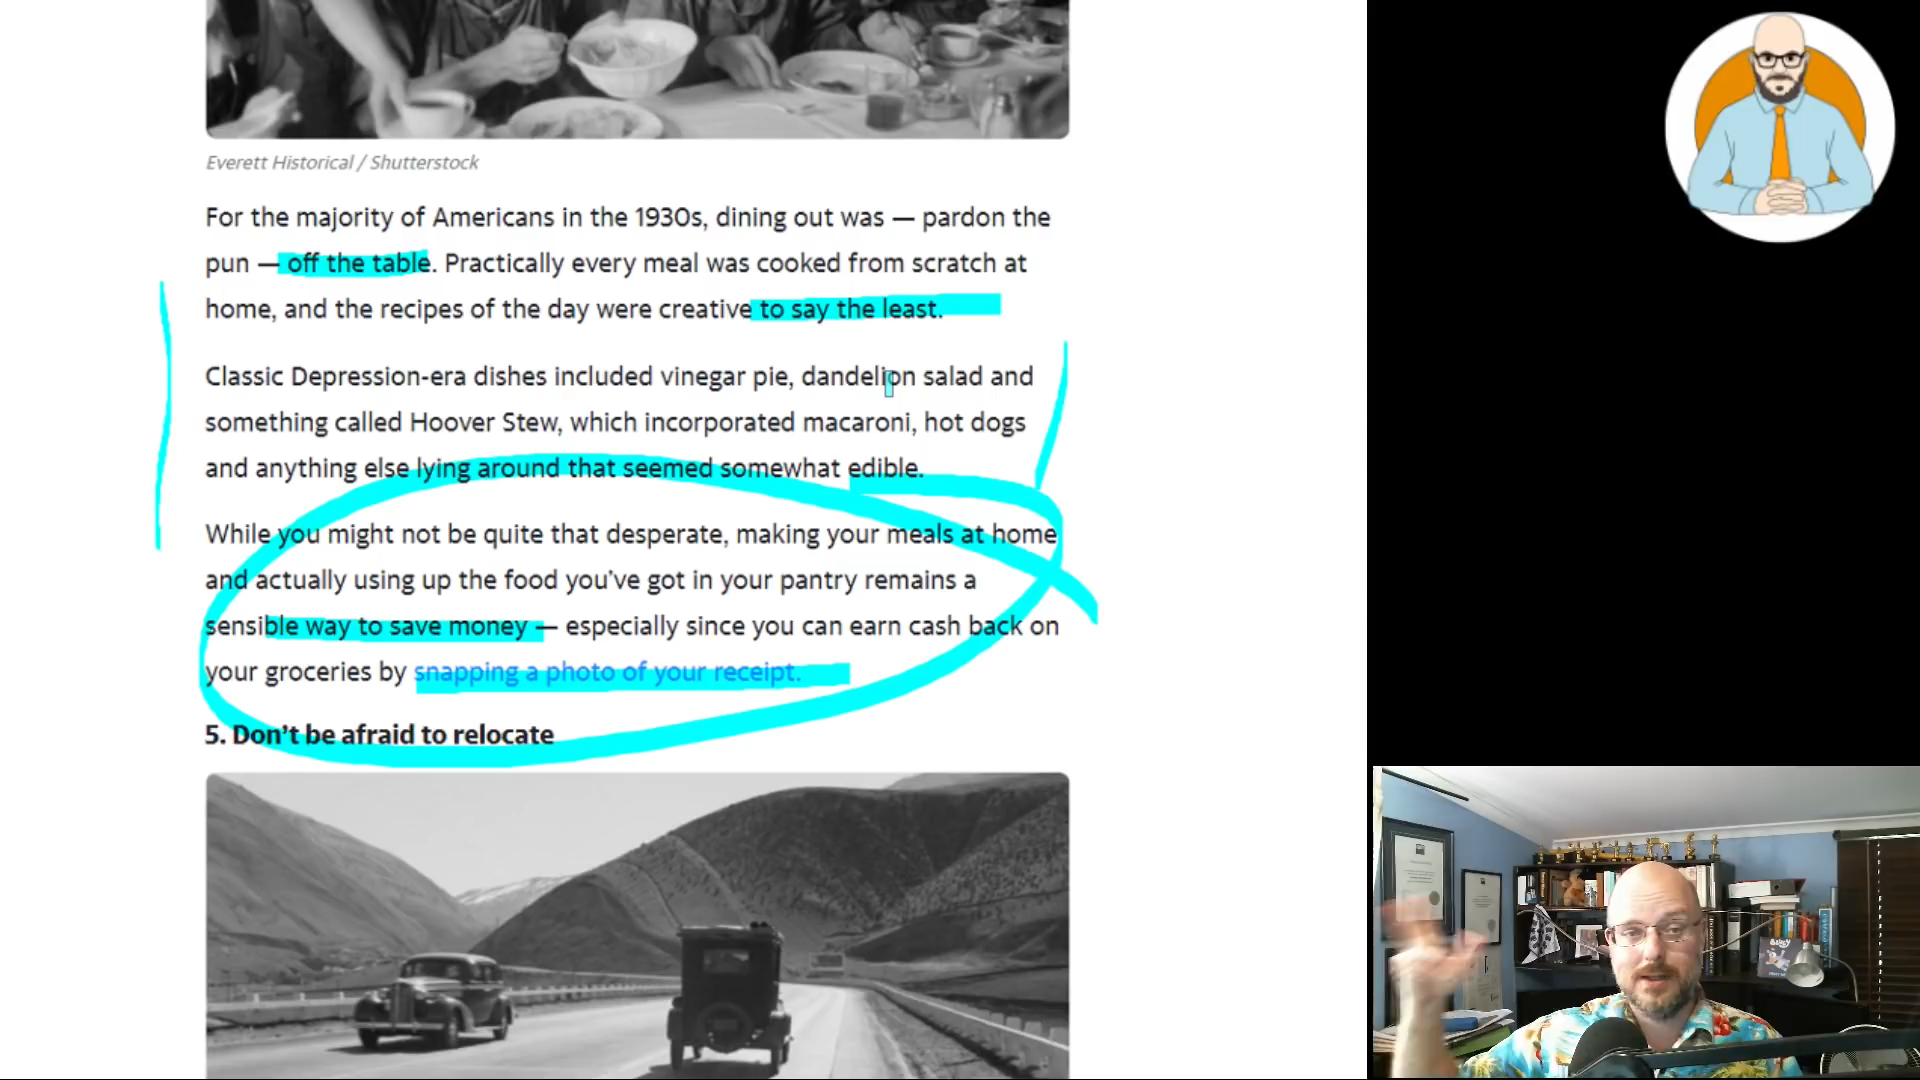 Everett Historical / Shutterstock
For the majority of Americans in the 1930s, dining out was — pardon the
pun — off the table. Practically every meal was cooked from scratch at
home, and the recipes of the day were creative to say the least.
Classic Depression-era dishes included vinegar pie, dandelion salad and
something called Hoover Stew, which incorporated macaroni, hot dogs
and anything else lying around that seemed somewhat edible.
While you might not be quite that desperate, making your meals at home
and actually using up the food you’ve got in your pantry remains a
sensible way to save money — especially since you can earn cash back on
your groceries by snapping a photo of your receipt.
5. Don’t be afraid to relocate